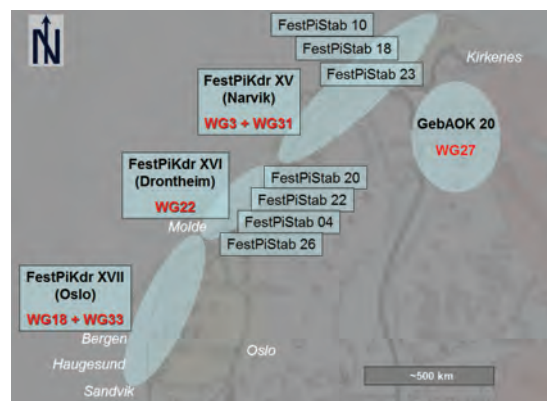 N
FestPiStab 10
FestPiStab 18
FestPiStab 23
Kirkenes
FestPiKdr XV
(Narvik)
WG3 + WG31
GebAOK 20
WG27
FestPiKdr XVI
(Drontheim)
WG22
Molde
FestPiStab 20
FestPiStab 22
FestPiStab 04
FestPiStab 26
FestPiKdr XVII
(Oslo)
WG18 + WG33
Bergen
Haugesund
Sandvik
Oslo
~500 km